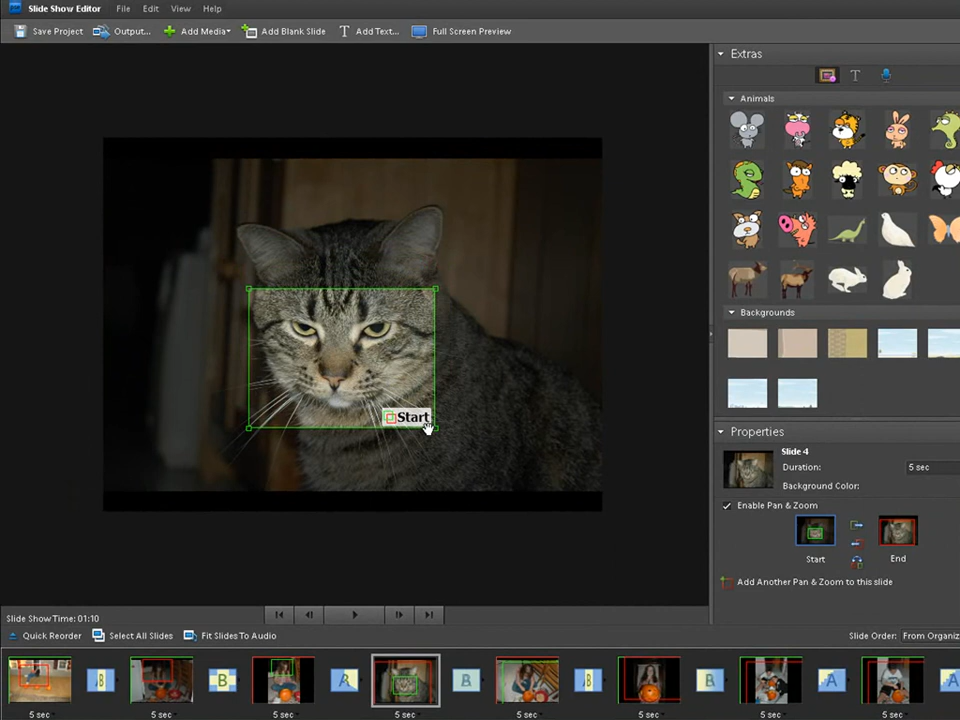 Slide Show Editor File Edit View Help
Save Project Output... Add Media Add Blank Slide T Add Text... Full Screen Preview
Extras
T
Animals
Backgrounds
Start
Properties
Slide 4
Duration: 5 sec
Background Color:
Enable Pan & Zoom
Start End
Add Another Pan & Zoom to this slide
Slide Show Time: 01:10
Quick Reorder Select All Slides Fit Slides To Audio Slide Order: From Organiz
B B A B B B A A
5 sec 5 sec 5 sec 5 sec 5 sec 5 sec 5 sec 5 sec